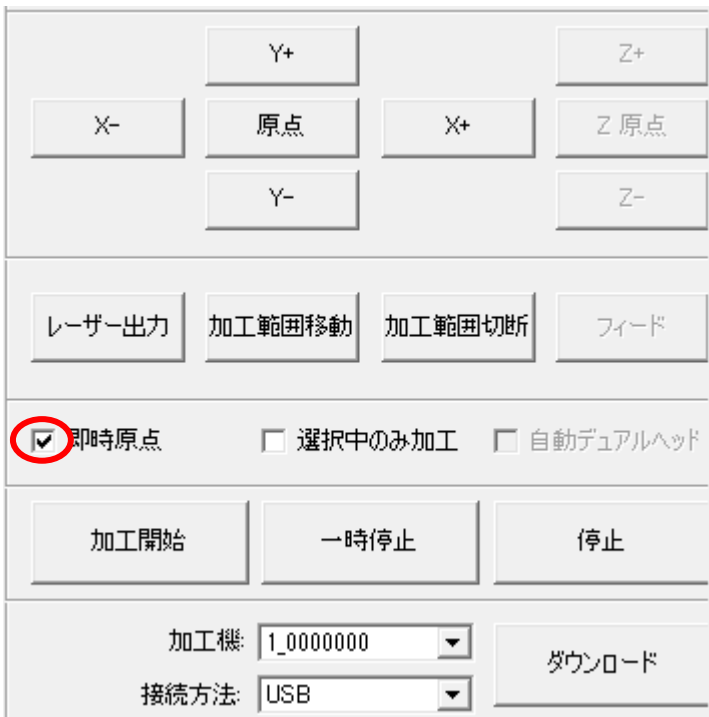 Y+ Z+
X- 原点 X+ Z 原点
Y- Z-
レーザー出力 加工範囲移動 加工範囲切断 フィード
即時原点 選択中のみ加工 自動デュアルヘッド
加工開始 一時停止 停止
加工機: 1_0000000 ダウンロード
接続方法: USB